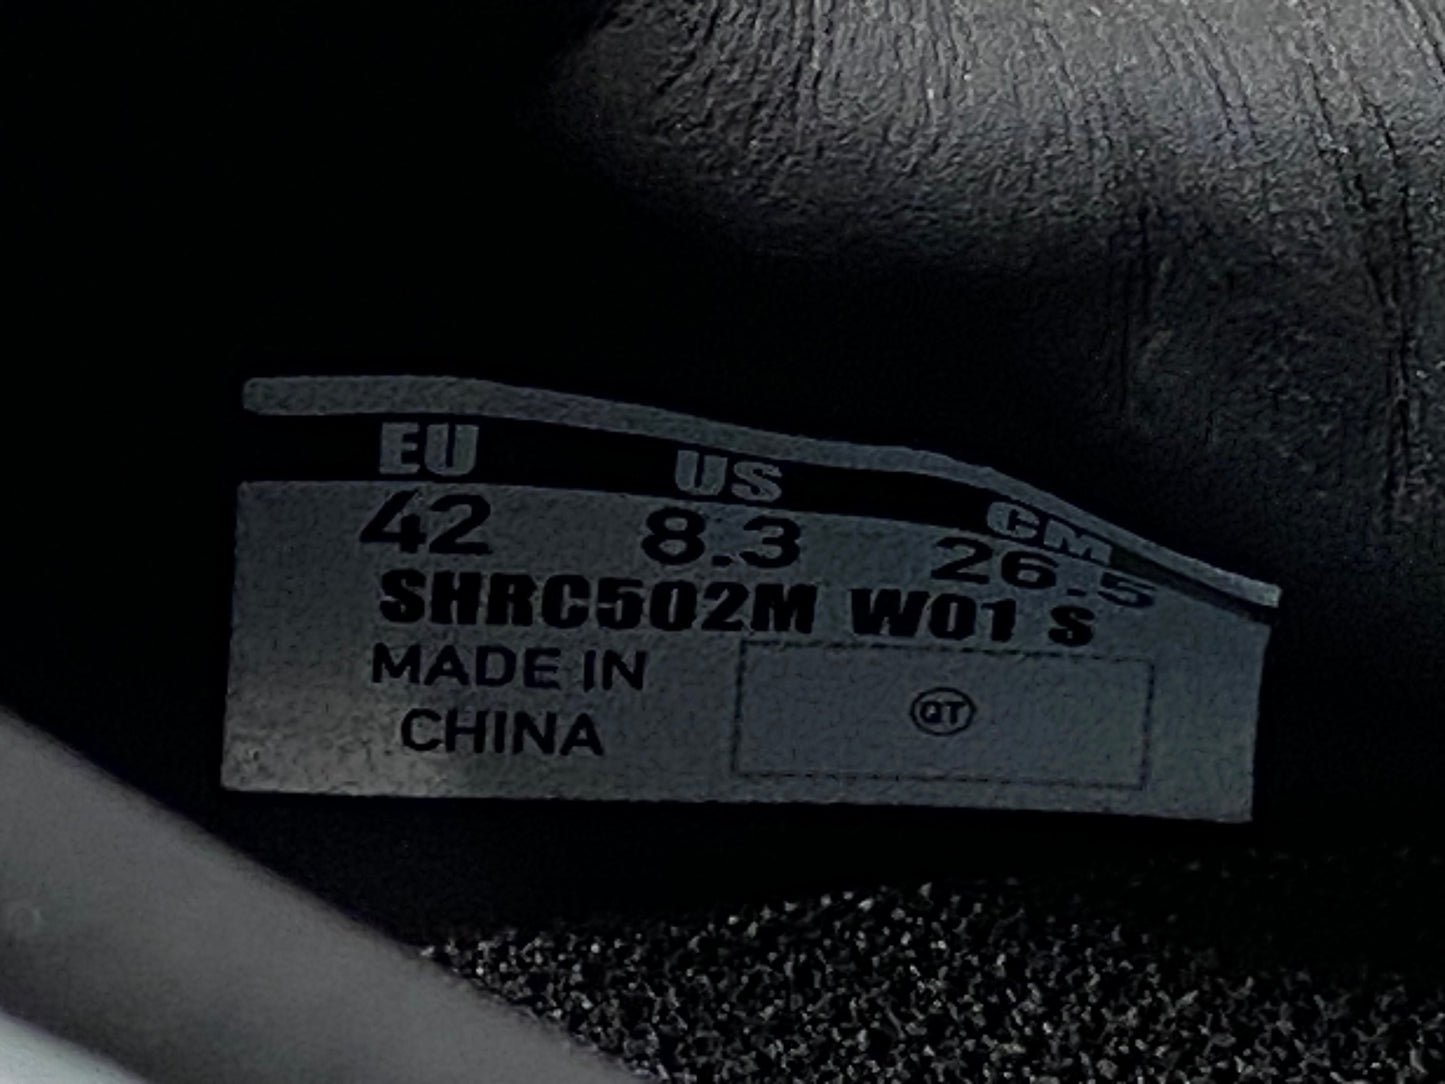 EU US CM
42 8.3 26.5
SHRC502M W01 S
MADE IN
CHINA
QT